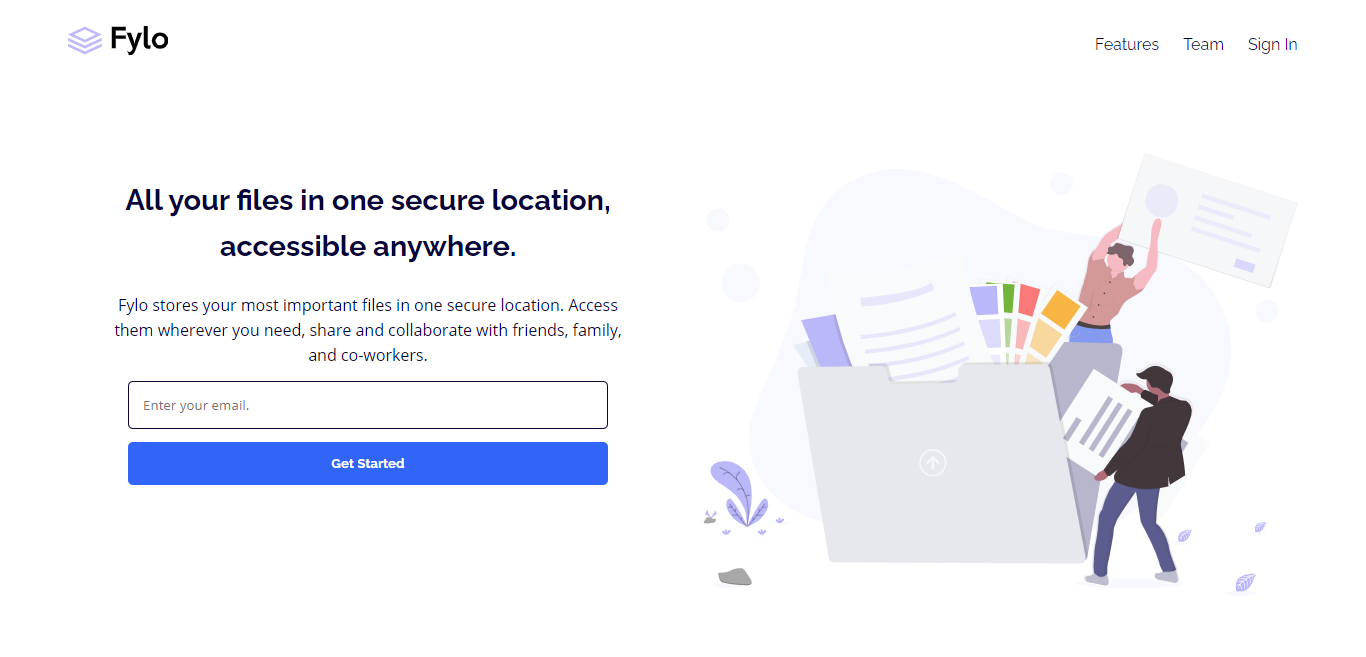 Fylo
Features Team Sign In
All your files in one secure location,
accessible anywhere.
Fylo stores your most important files in one secure location. Access
them wherever you need, share and collaborate with friends, family,
and co-workers.
Enter your email.
Get Started